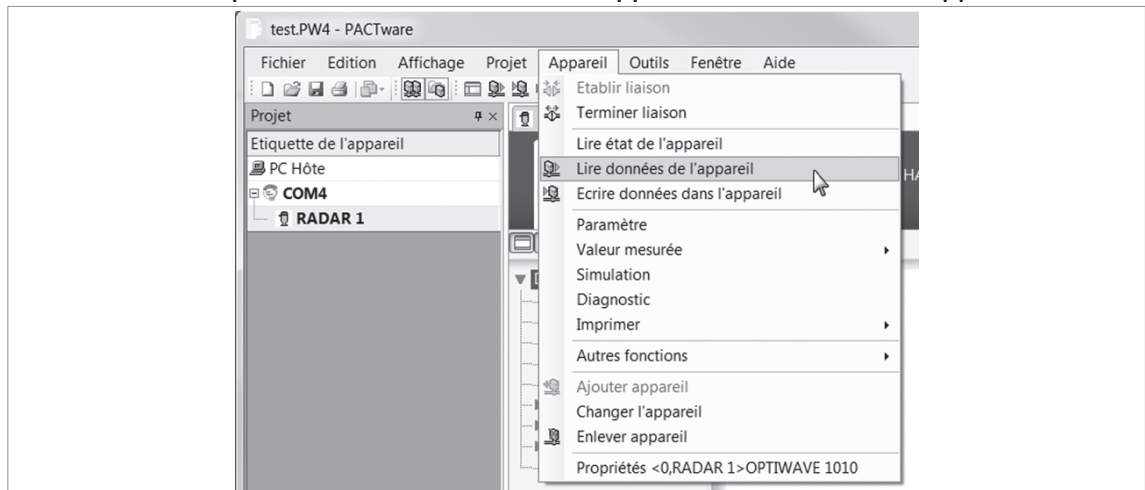 test.PW4 - PACTware
Fichier Edition Affichage Projet Appareil Outils Fenêtre Aide
Projet
Etiquette de l'appareil
PC Hôte
COM4
RADAR 1
Etablir liaison
Terminer liaison
Lire état de l'appareil
Lire données de l'appareil
Ecrire données dans l'appareil
Paramètre
Valeur mesurée
Simulation
Diagnostic
Imprimer
Autres fonctions
Ajouter appareil
Changer l'appareil
Enlever appareil
Propriétés <0,RADAR 1>OPTIWAVE 1010